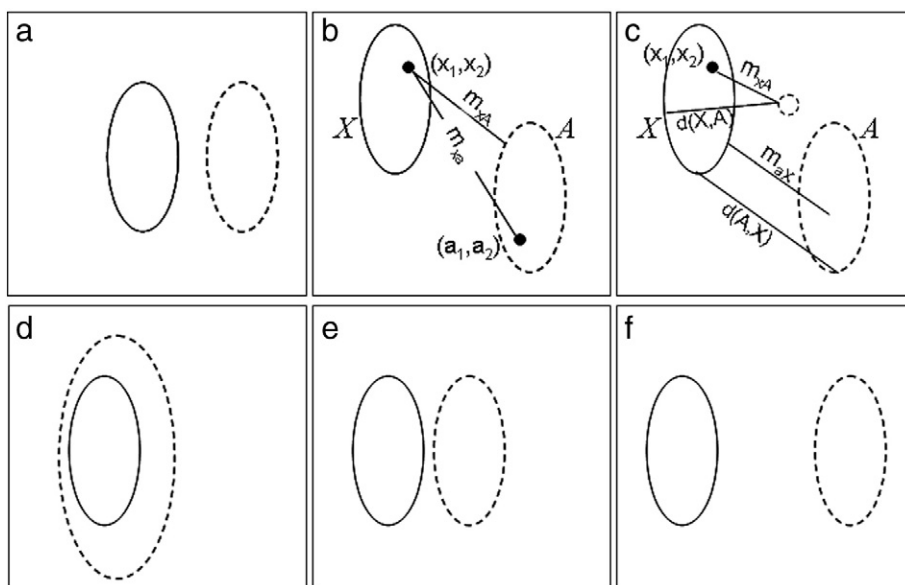 a
b
(x₁,x₂)
X
mₓA
A
mₓₐ
(a₁,a₂)
c
(x₁,x₂)
mₓA
X
d(X,A)
A
mₐX
d(A,X)
d
e
f